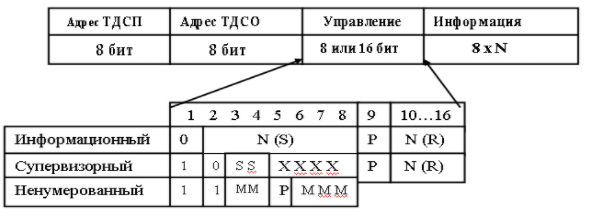 Адрес ТДСП Адрес ТДСО Управление Информация
8 бит 8 бит 8 или 16 бит 8 x N
1 2 3 4 5 6 7 8 9 10…16
Информационный 0 N (S) P N (R)
Супервизорный 1 0 S S X X X X P N (R)
Ненумерованный 1 1 M M P M M M